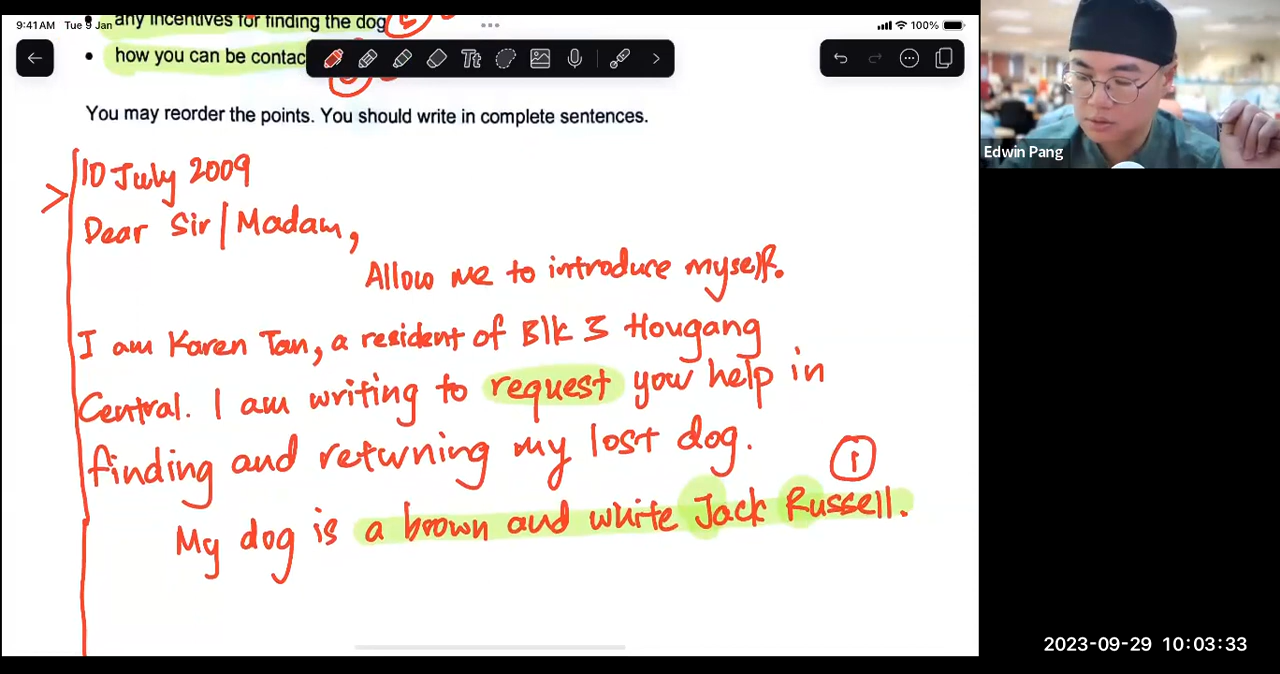 any incentives for finding the dog
9:41 AM Tue 9 Jan
100%
how you can be contac
Tt
You may reorder the points. You should write in complete sentences.
Edwin Pang
10 July 2009
Dear Sir/Madam,
Allow me to introduce myself.
I am Karen Tan, a resident of Blk 3 Hougang
Central. I am writing to request your help in
finding and returning my lost dog.
1
My dog is a brown and white Jack Russell.
2023-09-29 10:03:33